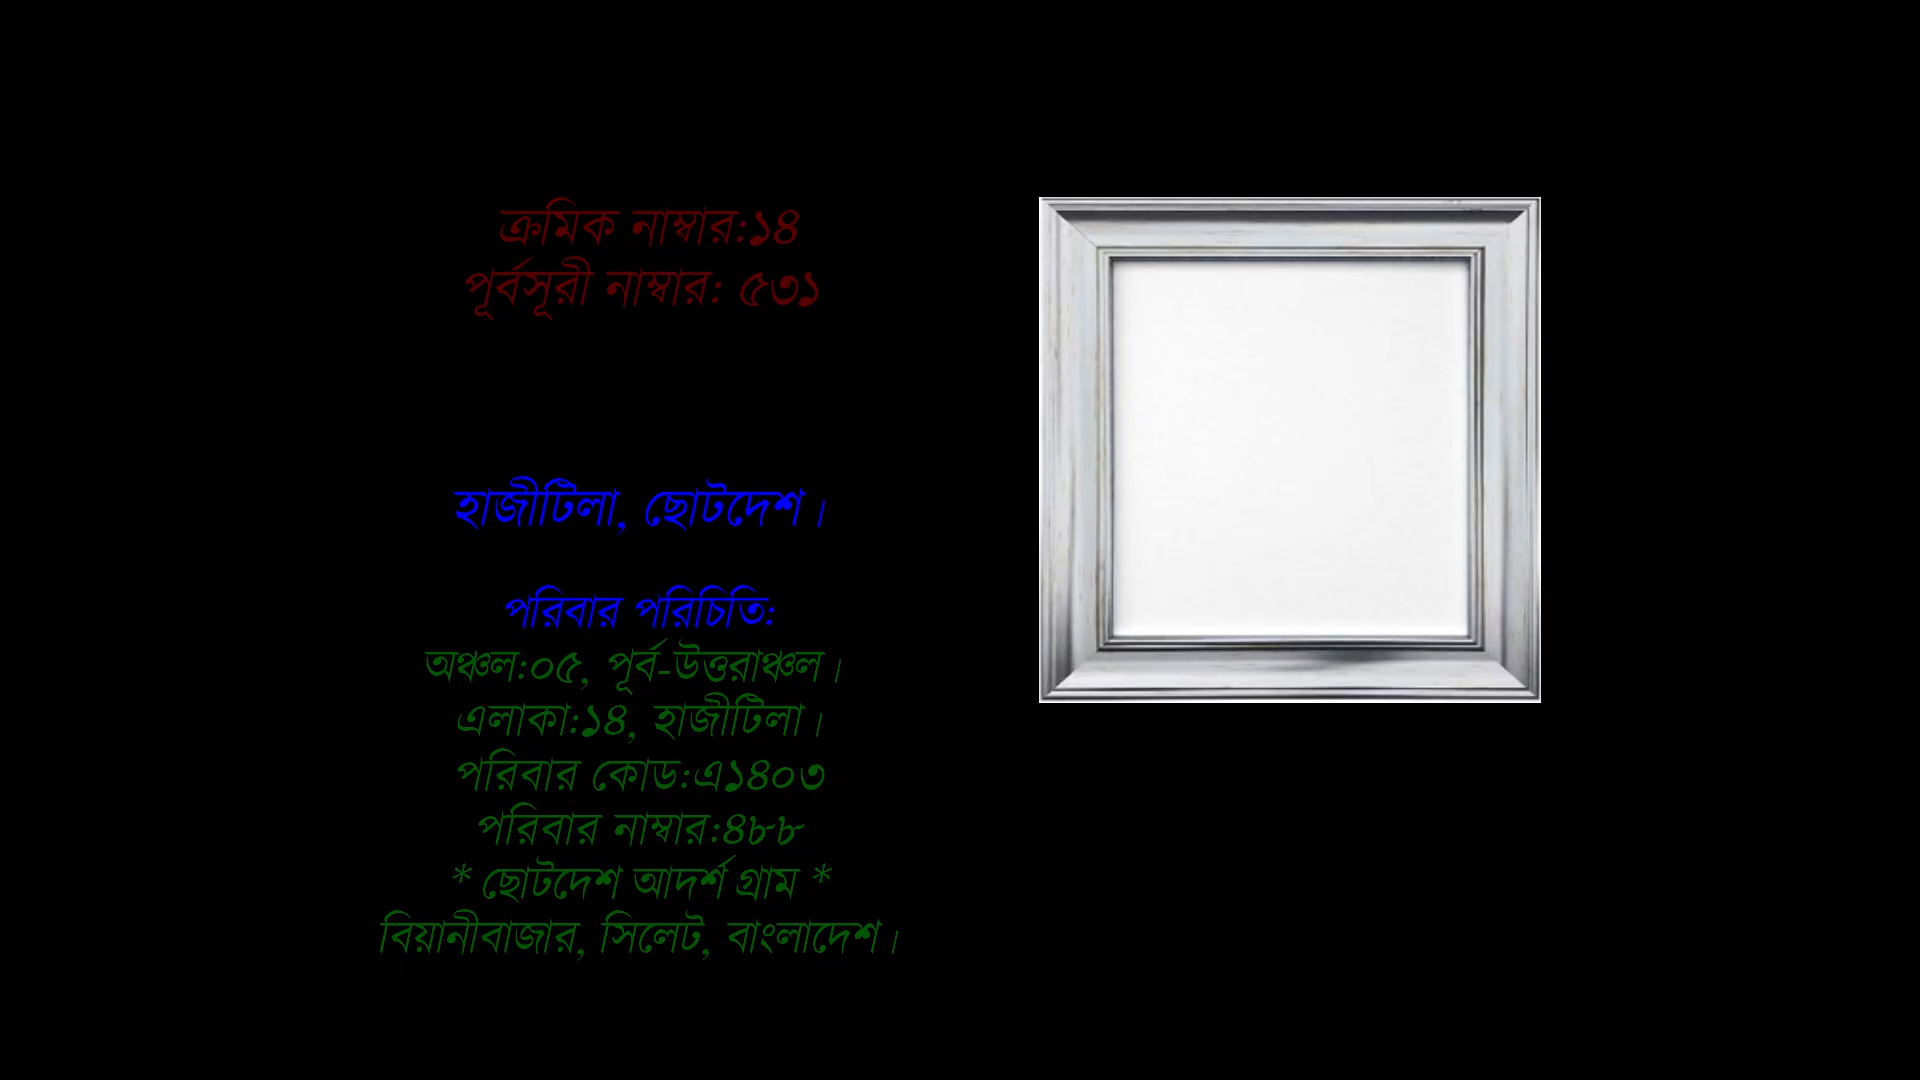 ক্রমিক নাম্বার:১৪
পূর্বসূরী নাম্বার: ৫৩১
হাজীটিলা, ছোটদেশ।
পরিবার পরিচিতি:
অঞ্চল:০৫, পূর্ব-উত্তরাঞ্চল।
এলাকা:১৪, হাজীটিলা।
পরিবার কোড:এ১৪০৩
পরিবার নাম্বার:৪৮৮
* ছোটদেশ আদর্শ গ্রাম *
বিয়ানীবাজার, সিলেট, বাংলাদেশ।